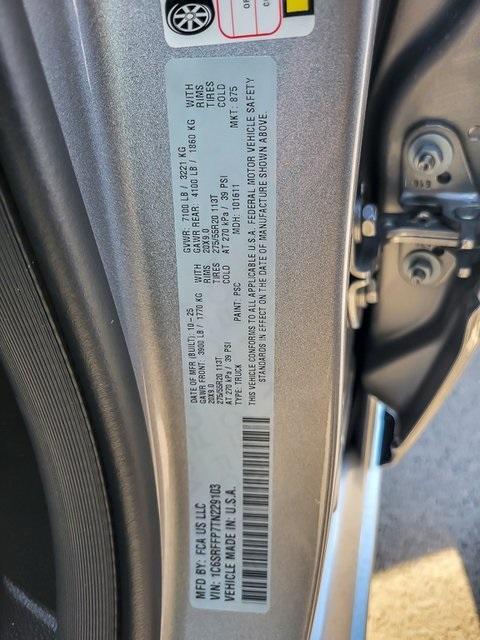 MFD BY: FCA US LLC
VIN: 1C6SRFFP7TN229103
VEHICLE MADE IN: U.S.A.
DATE OF MFR (BUILT): 10-25
GVWR: 7100 LB / 3221 KG
GAWR FRONT: 3900 LB / 1770 KG WITH
GAWR REAR: 4100 LB / 1860 KG WITH
20X9.0 RIMS
20X9.0 RIMS
275/55R20 113T TIRES
275/55R20 113T TIRES
AT 270 kPa / 39 PSI COLD
AT 270 kPa / 39 PSI COLD
TYPE: TRUCK PAINT: PSC MDH: 101611 MKT: 875
THIS VEHICLE CONFORMS TO ALL APPLICABLE U.S.A. FEDERAL MOTOR VEHICLE SAFETY
STANDARDS IN EFFECT ON THE DATE OF MANUFACTURE SHOWN ABOVE.